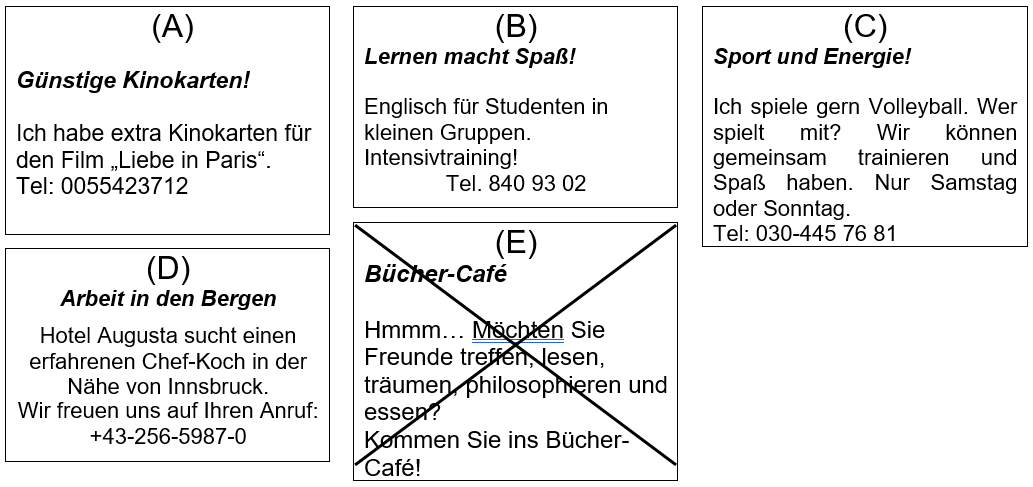 (A)
Günstige Kinokarten!
Ich habe extra Kinokarten für
den Film „Liebe in Paris“.
Tel: 0055423712
(B)
Lernen macht Spaß!
Englisch für Studenten in
kleinen Gruppen.
Intensivtraining!
Tel. 840 93 02
(C)
Sport und Energie!
Ich spiele gern Volleyball. Wer
spielt mit? Wir können
gemeinsam trainieren und
Spaß haben. Nur Samstag
oder Sonntag.
Tel: 030-445 76 81
(D)
Arbeit in den Bergen
Hotel Augusta sucht einen
erfahrenen Chef-Koch in der
Nähe von Innsbruck.
Wir freuen uns auf Ihren Anruf:
+43-256-5987-0
(E)
Bücher-Café
Hmmm… Möchten Sie
Freunde treffen, lesen,
träumen, philosophieren und
essen?
Kommen Sie ins Bücher-
Café!